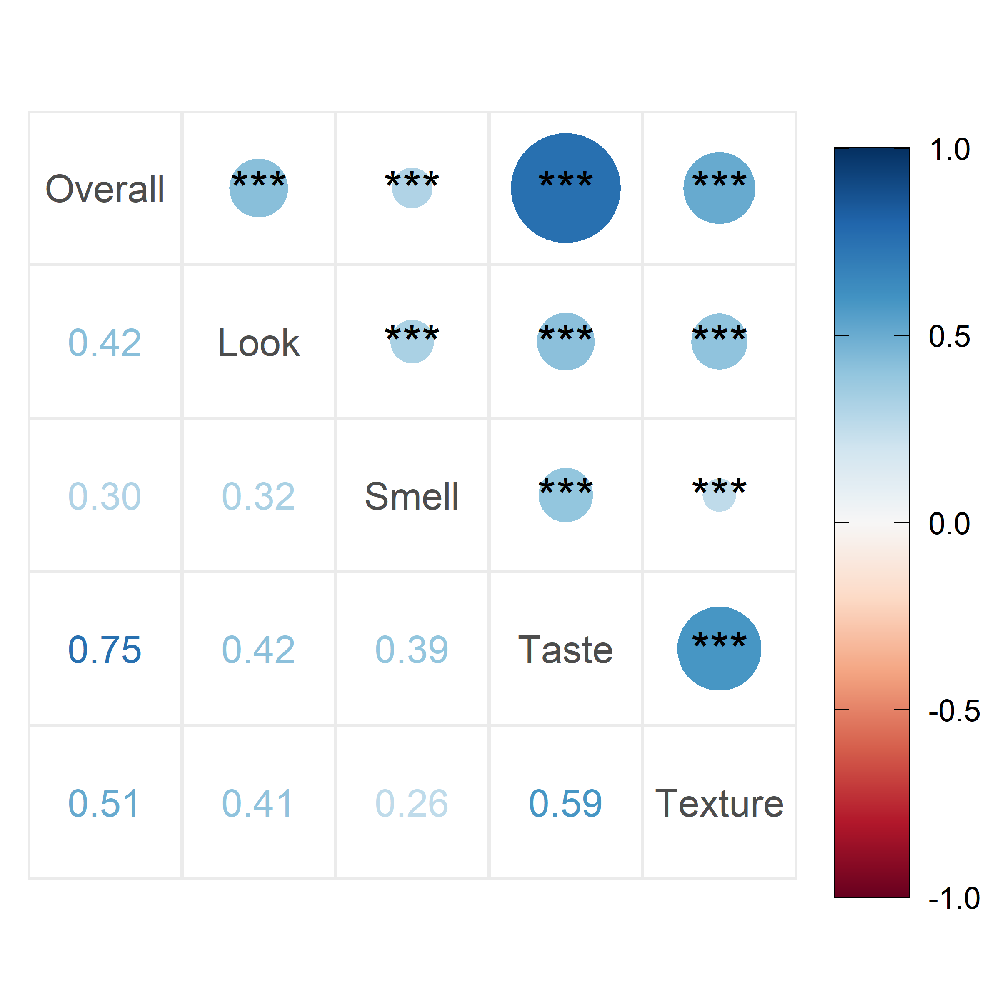 Overall *** *** *** ***
0.42 Look *** *** ***
0.30 0.32 Smell *** ***
0.75 0.42 0.39 Taste ***
0.51 0.41 0.26 0.59 Texture
1.0
0.5
0.0
-0.5
-1.0